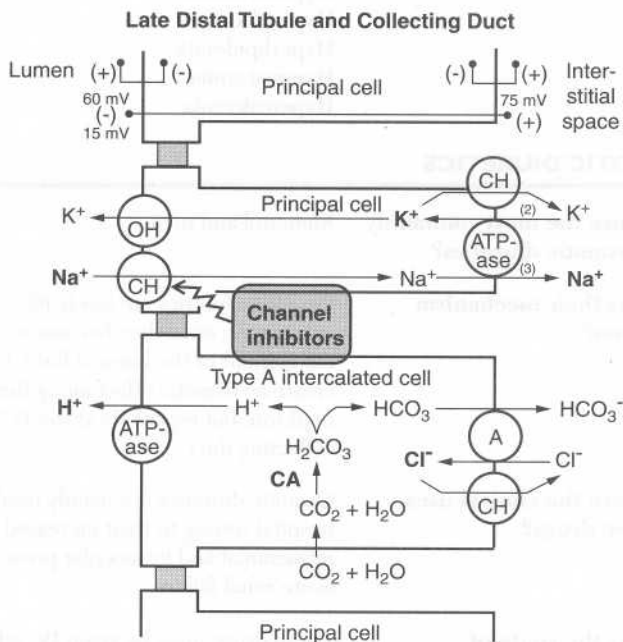 Late Distal Tubule and Collecting Duct
Lumen (+) (-) Principal cell (-) (+) Inter-
60 mV 75 mV stitial
(-) (+) space
15 mV
CH
Principal cell
K+ OH K+ (2) K+
ATP-
ase
Na+ CH Na+ (3) Na+
Channel
inhibitors
Type A intercalated cell
H+ H+ HCO3 HCO3-
ATP-
ase
H2CO3 A
Cl- Cl-
CA CH
CO2 + H2O
CO2 + H2O
Principal cell